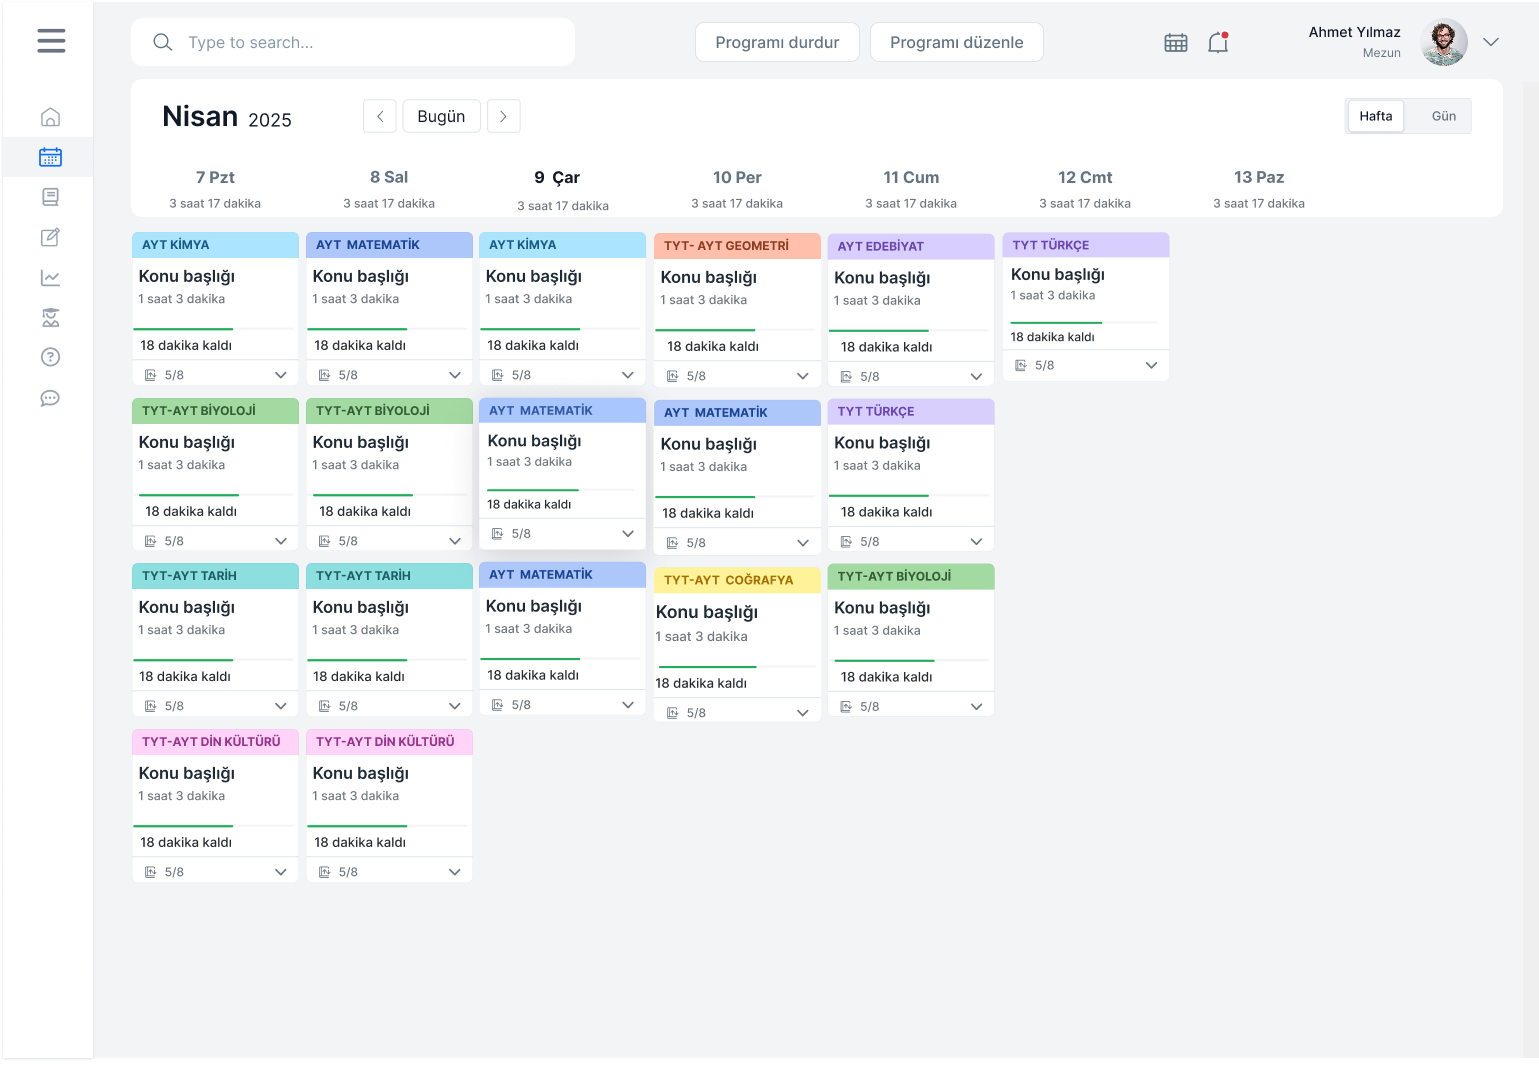 Type to search...
Programı durdur
Programı düzenle
Ahmet Yılmaz
Mezun
Nisan 2025
Bugün
Hafta
Gün
7 Pzt
3 saat 17 dakika
8 Sal
3 saat 17 dakika
9 Çar
3 saat 17 dakika
10 Per
3 saat 17 dakika
11 Cum
3 saat 17 dakika
12 Cmt
3 saat 17 dakika
13 Paz
3 saat 17 dakika
AYT KİMYA
Konu başlığı
1 saat 3 dakika
18 dakika kaldı
5/8
AYT MATEMATİK
Konu başlığı
1 saat 3 dakika
18 dakika kaldı
5/8
AYT KİMYA
Konu başlığı
1 saat 3 dakika
18 dakika kaldı
5/8
TYT- AYT GEOMETRİ
Konu başlığı
1 saat 3 dakika
18 dakika kaldı
5/8
AYT EDEBİYAT
Konu başlığı
1 saat 3 dakika
18 dakika kaldı
5/8
TYT TÜRKÇE
Konu başlığı
1 saat 3 dakika
18 dakika kaldı
5/8
TYT-AYT BİYOLOJİ
Konu başlığı
1 saat 3 dakika
18 dakika kaldı
5/8
TYT-AYT BİYOLOJİ
Konu başlığı
1 saat 3 dakika
18 dakika kaldı
5/8
AYT MATEMATİK
Konu başlığı
1 saat 3 dakika
18 dakika kaldı
5/8
AYT MATEMATİK
Konu başlığı
1 saat 3 dakika
18 dakika kaldı
5/8
TYT TÜRKÇE
Konu başlığı
1 saat 3 dakika
18 dakika kaldı
5/8
TYT-AYT TARİH
Konu başlığı
1 saat 3 dakika
18 dakika kaldı
5/8
TYT-AYT TARİH
Konu başlığı
1 saat 3 dakika
18 dakika kaldı
5/8
AYT MATEMATİK
Konu başlığı
1 saat 3 dakika
18 dakika kaldı
5/8
TYT-AYT COĞRAFYA
Konu başlığı
1 saat 3 dakika
18 dakika kaldı
5/8
TYT-AYT BİYOLOJİ
Konu başlığı
1 saat 3 dakika
18 dakika kaldı
5/8
TYT-AYT DİN KÜLTÜRÜ
Konu başlığı
1 saat 3 dakika
18 dakika kaldı
5/8
TYT-AYT DİN KÜLTÜRÜ
Konu başlığı
1 saat 3 dakika
18 dakika kaldı
5/8